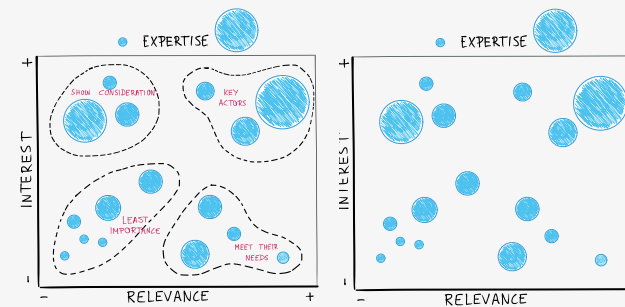 EXPERTISE
+
SHOW CONSIDERATION
KEY
ACTORS
INTEREST
LEAST
IMPORTANCE
MEET THEIR
NEEDS
-
- RELEVANCE +
EXPERTISE
+
INTEREST
-
- RELEVANCE